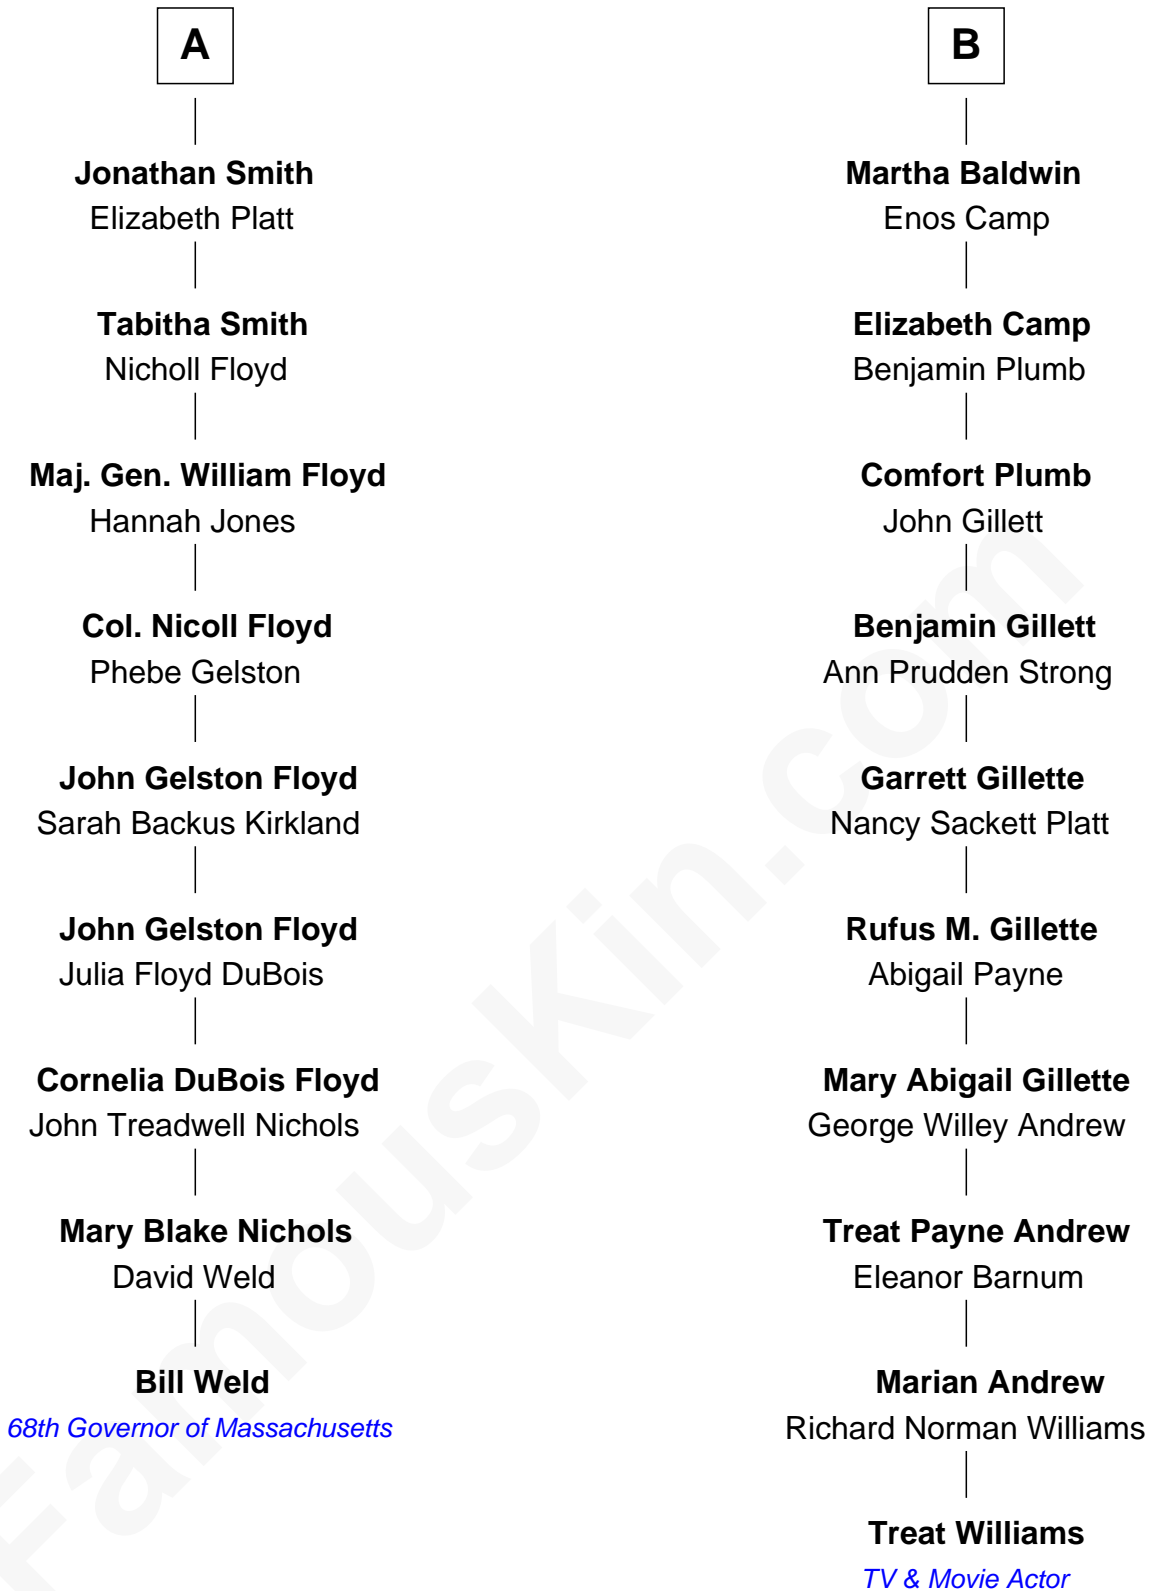 A
Jonathan Smith
Elizabeth Platt
Tabitha Smith
Nicholl Floyd
Maj. Gen. William Floyd
Hannah Jones
Col. Nicoll Floyd
Phebe Gelston
John Gelston Floyd
Sarah Backus Kirkland
John Gelston Floyd
Julia Floyd DuBois
Cornelia DuBois Floyd
John Treadwell Nichols
Mary Blake Nichols
David Weld
Bill Weld
68th Governor of Massachusetts
B
Martha Baldwin
Enos Camp
Elizabeth Camp
Benjamin Plumb
Comfort Plumb
John Gillett
Benjamin Gillett
Ann Prudden Strong
Garrett Gillette
Nancy Sackett Platt
Rufus M. Gillette
Abigail Payne
Mary Abigail Gillette
George Willey Andrew
Treat Payne Andrew
Eleanor Barnum
Marian Andrew
Richard Norman Williams
Treat Williams
TV & Movie Actor
FamousKin.com